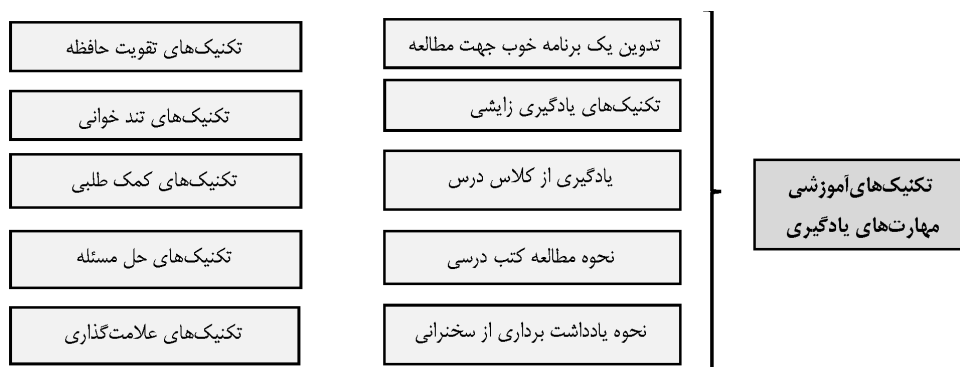 تکنیک‌های‌آموزشی
مهارت‌های یادگیری
تدوین یک برنامه خوب جهت مطالعه
تکنیک‌های یادگیری زایشی
یادگیری از کلاس درس
نحوه مطالعه کتب درسی
نحوه یادداشت برداری از سخنرانی
تکنیک‌های تقویت حافظه
تکنیک‌های تند خوانی
تکنیک‌های کمک طلبی
تکنیک‌های حل مسئله
تکنیک‌های علامت‌گذاری